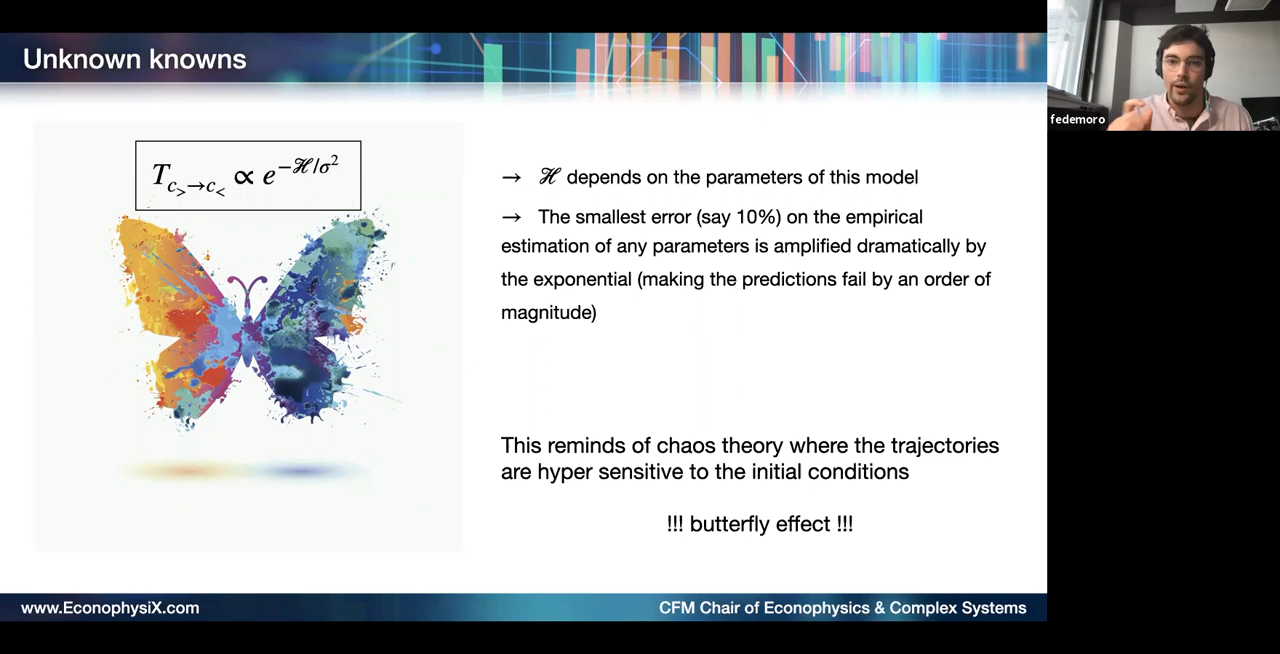 Unknown knowns
fedemoro
T_{c_>→c_<} ∝ e^{−ℋ/σ²}
→ ℋ depends on the parameters of this model
→ The smallest error (say 10%) on the empirical
estimation of any parameters is amplified dramatically by
the exponential (making the predictions fail by an order of
magnitude)
This reminds of chaos theory where the trajectories
are hyper sensitive to the initial conditions
!!! butterfly effect !!!
www.EconophysiX.com
CFM Chair of Econophysics & Complex Systems